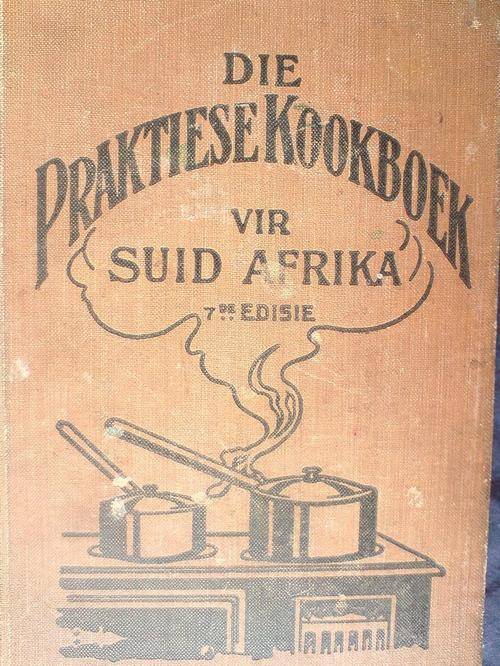 DIE
PRAKTIESE KOOKBOEK
VIR
SUID AFRIKA
7DE EDISIE